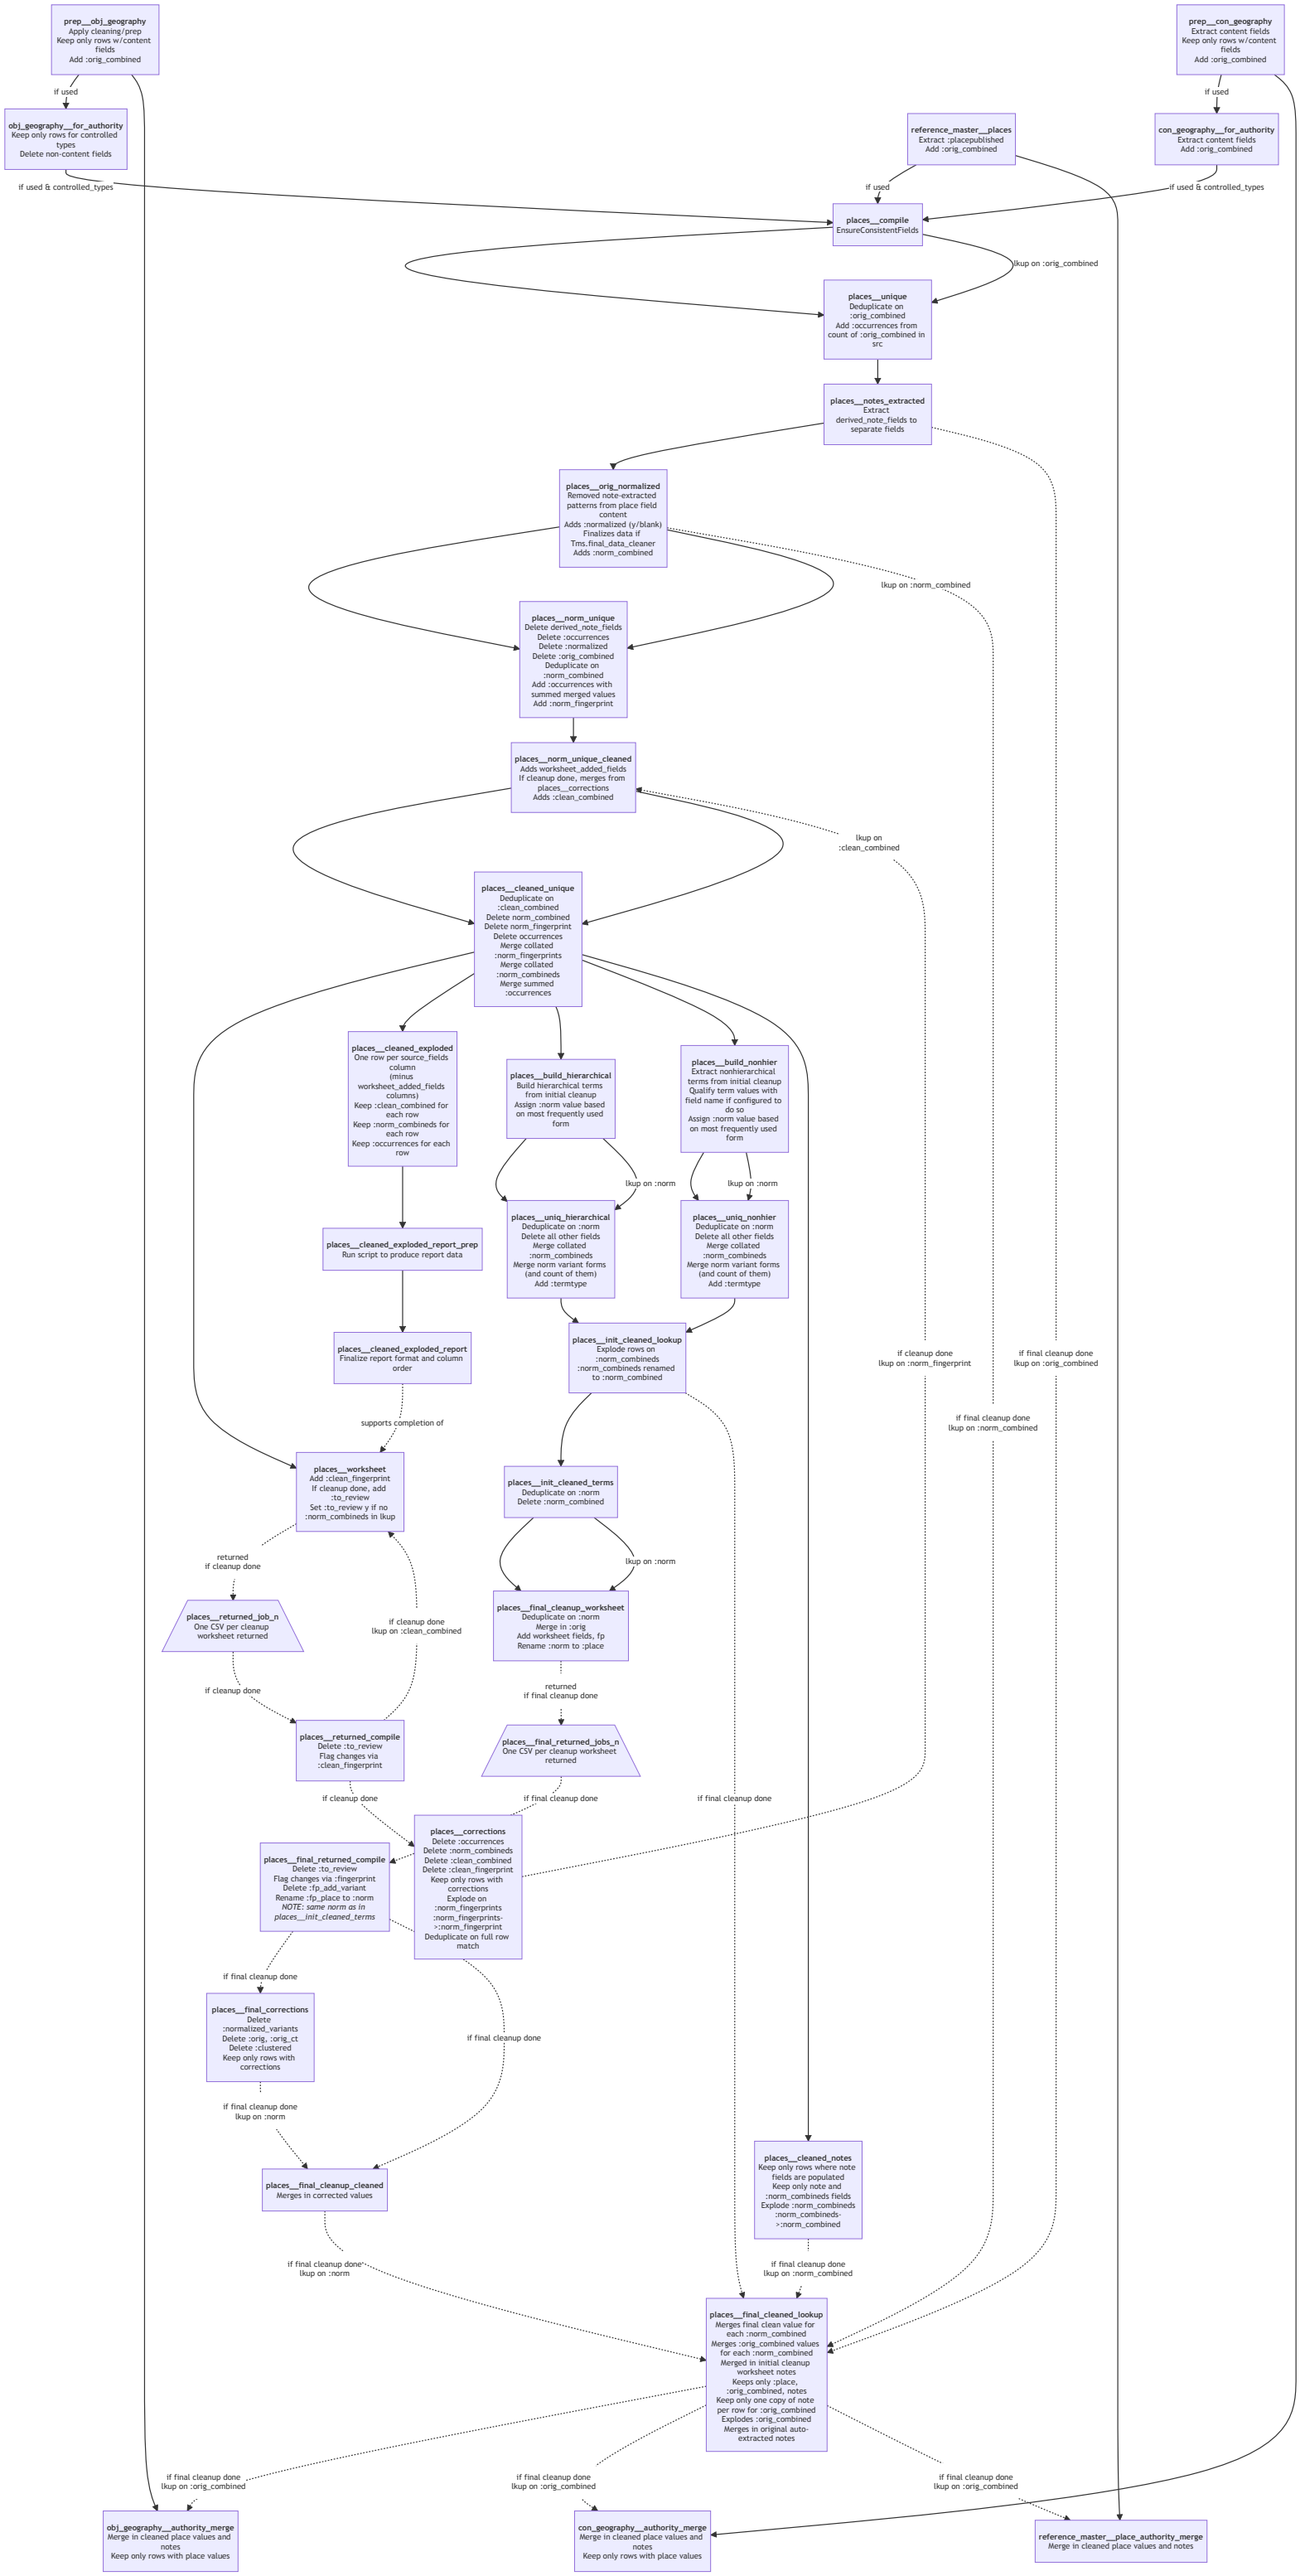 prep__obj_geography
Apply cleaning/prep
Keep only rows w/content
fields
Add :orig_combined
prep__con_geography
Extract content fields
Keep only rows w/content
fields
Add :orig_combined
if used
if used
obj_geography__for_authority
Keep only rows for controlled
types
Delete non-content fields
reference_master__places
Extract :placepublished
Add :orig_combined
con_geography__for_authority
Extract content fields
Add :orig_combined
if used & controlled_types
if used
if used & controlled_types
places__compile
EnsureConsistentFields
lkup on :orig_combined
places__unique
Deduplicate on
:orig_combined
Add :occurrences from
count of :orig_combined in
src
places__notes_extracted
Extract
derived_note_fields to
separate fields
places__orig_normalized
Removed note-extracted
patterns from place field
content
Adds :normalized (y/blank)
Finalizes data if
Tms.final_data_cleaner
Adds :norm_combined
lkup on :norm_combined
places__norm_unique
Delete derived_note_fields
Delete :occurrences
Delete :normalized
Delete :orig_combined
Deduplicate on
:norm_combined
Add :occurrences with
summed merged values
Add :norm_fingerprint
places__norm_unique_cleaned
Adds worksheet_added_fields
If cleanup done, merges from
places__corrections
Adds :clean_combined
lkup on
:clean_combined
places__cleaned_unique
Deduplicate on
:clean_combined
Delete norm_combined
Delete norm_fingerprint
Delete occurrences
Merge collated
:norm_fingerprints
Merge collated
:norm_combineds
Merge summed
:occurrences
places__cleaned_exploded
One row per source_fields
column
(minus
worksheet_added_fields
columns)
Keep :clean_combined for
each row
Keep :norm_combineds for
each row
Keep :occurrences for each
row
places__build_hierarchical
Build hierarchical terms
from initial cleanup
Assign :norm value based
on most frequently used
form
places__build_nonhier
Extract nonhierarchical
terms from initial cleanup
Qualify term values with
field name if configured to
do so
Assign :norm value based
on most frequently used
form
lkup on :norm
lkup on :norm
places__cleaned_exploded_report_prep
Run script to produce report data
places__uniq_hierarchical
Deduplicate on :norm
Delete all other fields
Merge collated
:norm_combineds
Merge norm variant forms
(and count of them)
Add :termtype
places__uniq_nonhier
Deduplicate on :norm
Delete all other fields
Merge collated
:norm_combineds
Merge norm variant forms
(and count of them)
Add :termtype
places__cleaned_exploded_report
Finalize report format and column
order
places__init_cleaned_lookup
Explode rows on
:norm_combineds
:norm_combineds renamed
to :norm_combined
if cleanup done
lkup on :norm_fingerprint
if final cleanup done
lkup on :orig_combined
supports completion of
if final cleanup done
lkup on :norm_combined
places__worksheet
Add :clean_fingerprint
If cleanup done, add
:to_review
Set :to_review y if no
:norm_combineds in lkup
places__init_cleaned_terms
Deduplicate on :norm
Delete :norm_combined
returned
if cleanup done
lkup on :norm
places__returned_job_n
One CSV per cleanup
worksheet returned
if cleanup done
lkup on :clean_combined
places__final_cleanup_worksheet
Deduplicate on :norm
Merge in :orig
Add worksheet fields, fp
Rename :norm to :place
if cleanup done
returned
if final cleanup done
places__returned_compile
Delete :to_review
Flag changes via
:clean_fingerprint
places__final_returned_jobs_n
One CSV per cleanup worksheet
returned
if cleanup done
if final cleanup done
if final cleanup done
places__corrections
Delete :occurrences
Delete :norm_combineds
Delete :clean_combined
Delete :clean_fingerprint
Keep only rows with
corrections
Explode on
:norm_fingerprints
:norm_fingerprints-
>:norm_fingerprint
Deduplicate on full row
match
places__final_returned_compile
Delete :to_review
Flag changes via :fingerprint
Delete :fp_add_variant
Rename :fp_place to :norm
NOTE: same norm as in
places__init_cleaned_terms
if final cleanup done
places__final_corrections
Delete
:normalized_variants
Delete :orig, :orig_ct
Delete :clustered
Keep only rows with
corrections
if final cleanup done
if final cleanup done
lkup on :norm
places__final_cleanup_cleaned
Merges in corrected values
places__cleaned_notes
Keep only rows where note
fields are populated
Keep only note and
:norm_combineds fields
Explode :norm_combineds
:norm_combineds-
>:norm_combined
if final cleanup done
lkup on :norm
if final cleanup done
lkup on :norm_combined
places__final_cleaned_lookup
Merges final clean value for
each :norm_combined
Merges :orig_combined values
for each :norm_combined
Merged in initial cleanup
worksheet notes
Keeps only :place,
:orig_combined, notes
Keep only one copy of note
per row for :orig_combined
Explodes :orig_combined
Merges in original auto-
extracted notes
if final cleanup done
lkup on :orig_combined
if final cleanup done
lkup on :orig_combined
if final cleanup done
lkup on :orig_combined
obj_geography__authority_merge
Merge in cleaned place values and
notes
Keep only rows with place values
con_geography__authority_merge
Merge in cleaned place values and
notes
Keep only rows with place values
reference_master__place_authority_merge
Merge in cleaned place values and notes